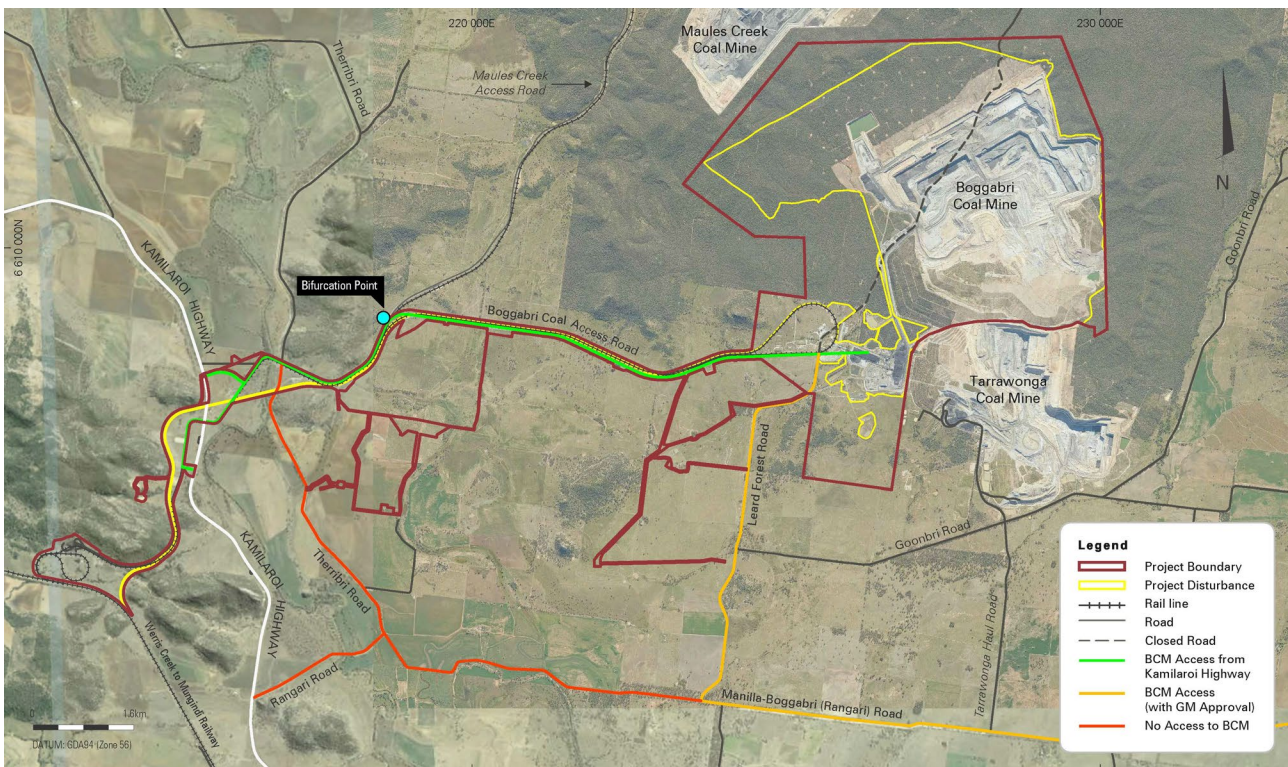 220 000E
230 000E
6 610 000N
Maules Creek
Coal Mine
Therribri Road
Maules Creek
Access Road
Boggabri
Coal Mine
N
Goonbri Road
KAMILAROI HIGHWAY
Bifurcation Point
Boggabri Coal Access Road
Tarrawonga
Coal Mine
Leard Forest Road
Goonbri Road
KAMILAROI HIGHWAY
Therribri Road
Rangari Road
Manilla-Boggabri (Rangari) Road
Tarrawonga Haul Road
Werris Creek to Mungindi Railway
0 1.6km
DATUM: GDA94 (Zone 56)
Legend
Project Boundary
Project Disturbance
Rail line
Road
Closed Road
BCM Access from
Kamilaroi Highway
BCM Access
(with GM Approval)
No Access to BCM